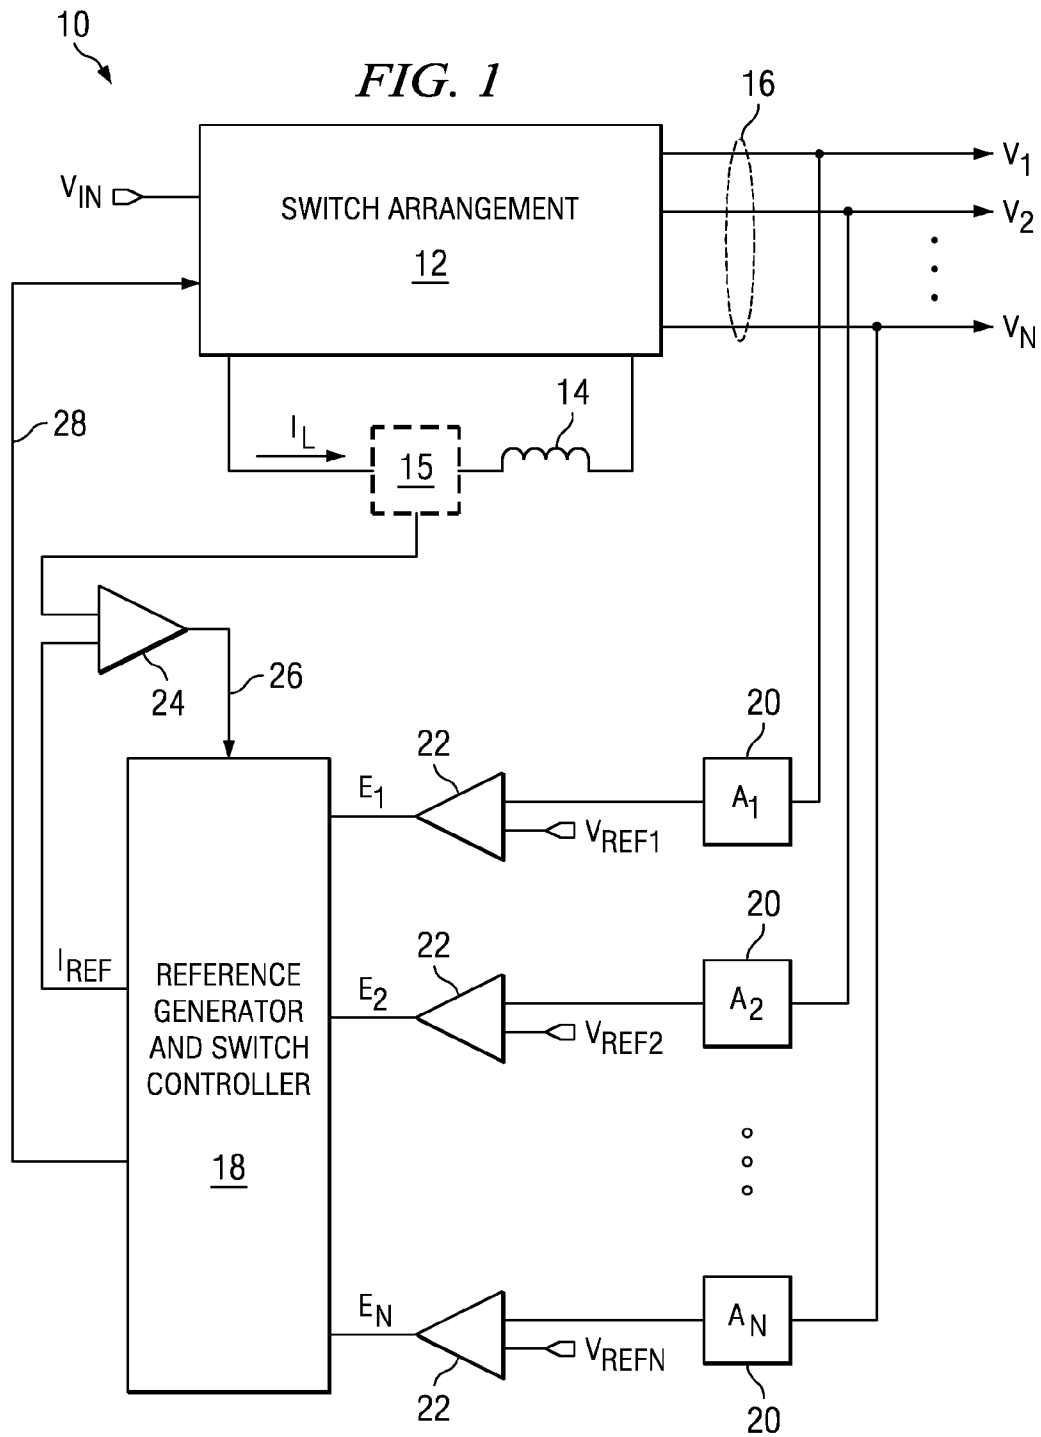 10
FIG. 1
16
V1
VIN
SWITCH ARRANGEMENT
12
V2
VN
28
IL
15
14
24
26
20
22
E1
A1
VREF1
20
22
IREF
REFERENCE
GENERATOR
AND SWITCH
CONTROLLER
18
E2
A2
VREF2
EN
AN
VREFN
22
20